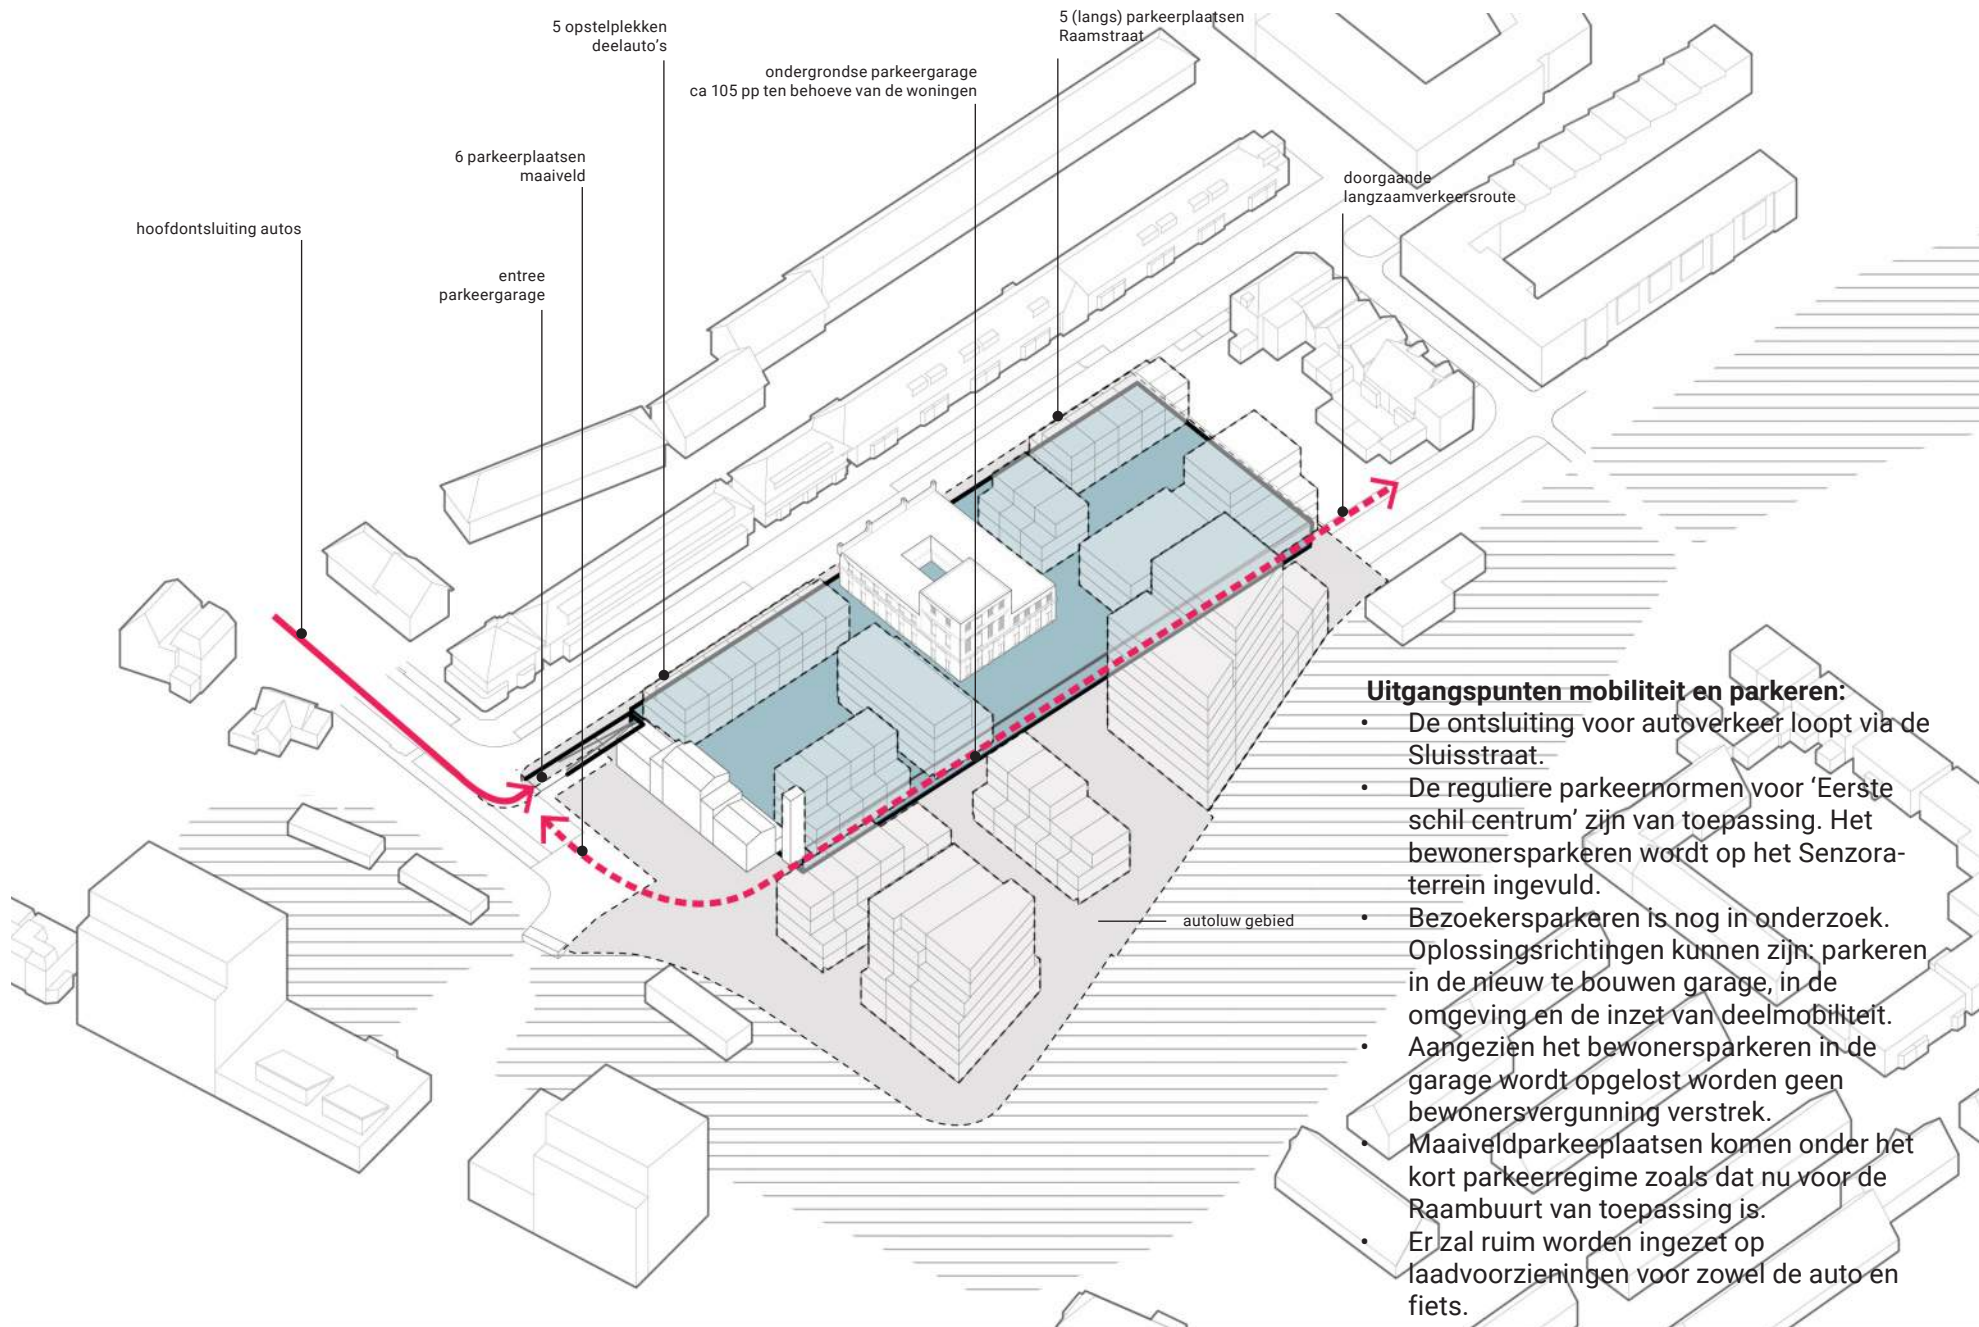 5 opstelplekken
deelauto's
5 (langs) parkeerplaatsen
Raamstraat
ondergrondse parkeergarage
ca 105 pp ten behoeve van de woningen
6 parkeerplaatsen
maaiveld
doorgaande
langzaamverkeersroute
hoofdontsluiting autos
entree
parkeergarage
autoluw gebied
Uitgangspunten mobiliteit en parkeren:
• De ontsluiting voor autoverkeer loopt via de
Sluisstraat.
• De reguliere parkeernormen voor ‘Eerste
schil centrum’ zijn van toepassing. Het
bewonersparkeren wordt op het Senzora-
terrein ingevuld.
• Bezoekersparkeren is nog in onderzoek.
Oplossingsrichtingen kunnen zijn: parkeren
in de nieuw te bouwen garage, in de
omgeving en de inzet van deelmobiliteit.
• Aangezien het bewonersparkeren in de
garage wordt opgelost worden geen
bewonersvergunning verstrek.
• Maaiveldparkeeplaatsen komen onder het
kort parkeerregime zoals dat nu voor de
Raambuurt van toepassing is.
• Er zal ruim worden ingezet op
laadvoorzieningen voor zowel de auto en
fiets.